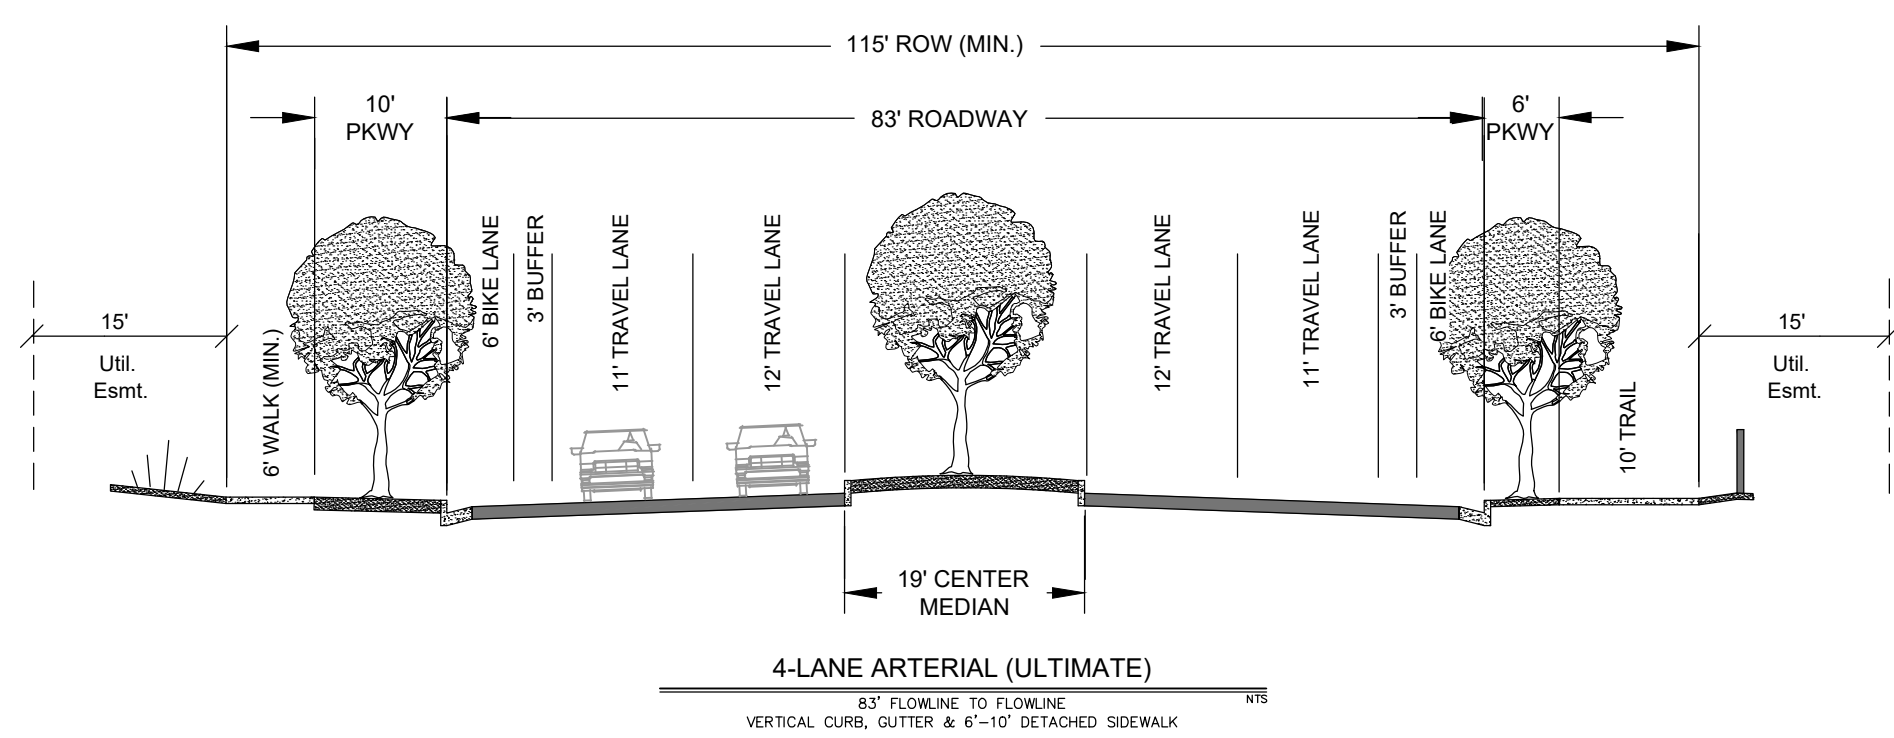 115' ROW (MIN.)
10'
PKWY
83' ROADWAY
6'
PKWY
15'
Util.
Esmt.
6' WALK (MIN.)
6' BIKE LANE
3' BUFFER
11' TRAVEL LANE
12' TRAVEL LANE
12' TRAVEL LANE
11' TRAVEL LANE
3' BUFFER
6' BIKE LANE
10' TRAIL
15'
Util.
Esmt.
19' CENTER
MEDIAN
4-LANE ARTERIAL (ULTIMATE)
83' FLOWLINE TO FLOWLINE
NTS
VERTICAL CURB, GUTTER & 6'-10' DETACHED SIDEWALK